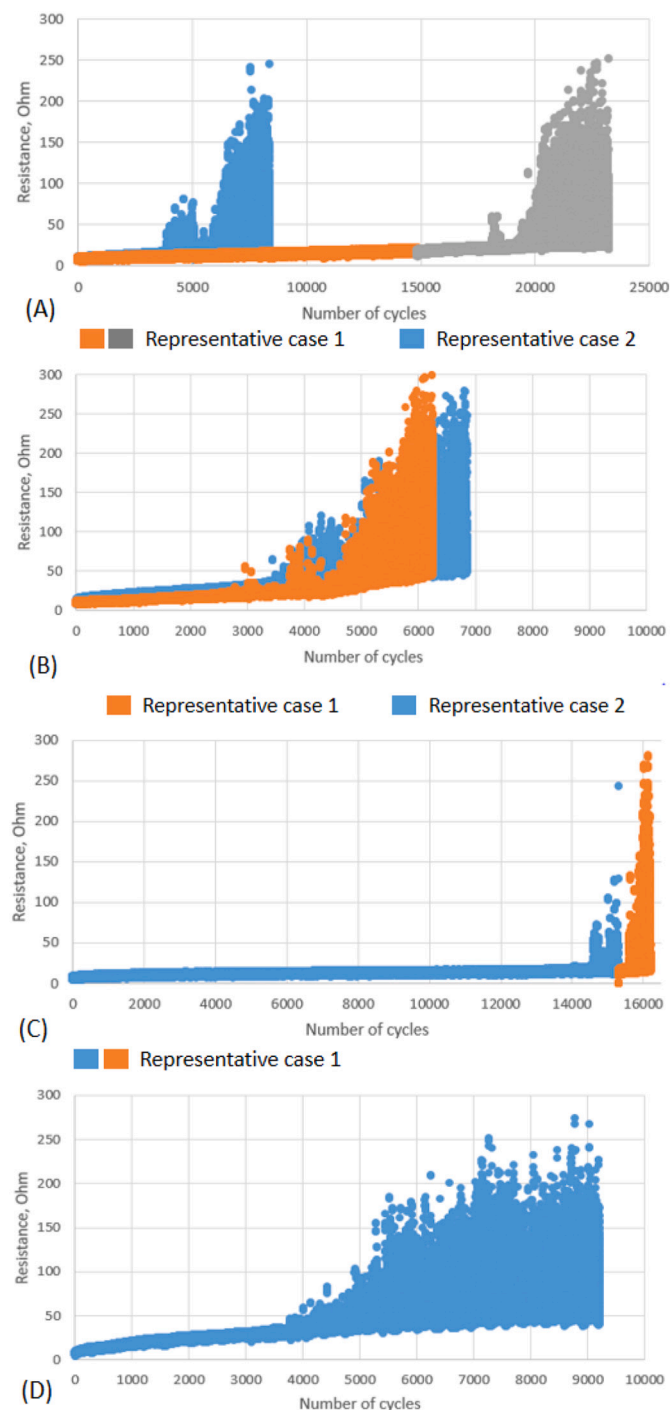 300
250
200
150
100
50
0
Resistance, Ohm
0 5000 10000 15000 20000 25000
Number of cycles
(A)
Representative case 1 Representative case 2
300
250
200
150
100
50
0
Resistance, Ohm
0 1000 2000 3000 4000 5000 6000 7000 8000 9000 10000
Number of cycles
(B)
Representative case 1 Representative case 2
300
250
200
150
100
50
0
Resistance, Ohm
0 2000 4000 6000 8000 10000 12000 14000 16000
Number of cycles
(C)
Representative case 1
300
250
200
150
100
50
0
Resistance, Ohm
0 1000 2000 3000 4000 5000 6000 7000 8000 9000 10000
Number of cycles
(D)